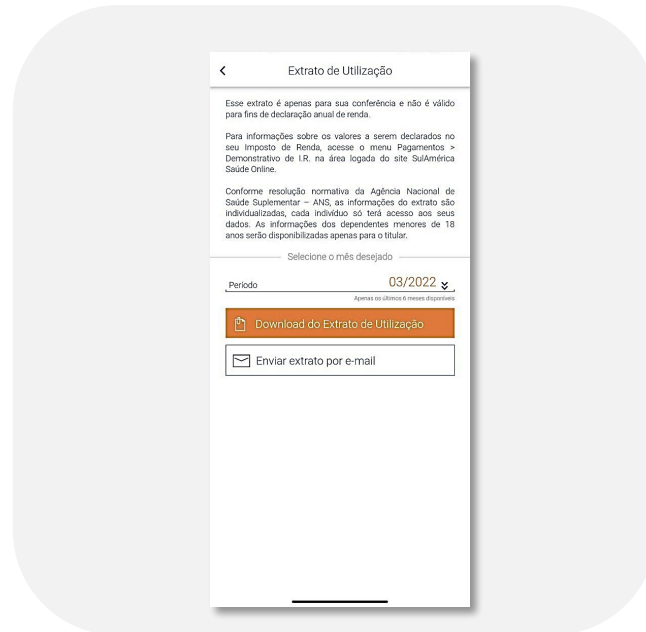 Extrato de Utilização
Esse extrato é apenas para sua conferência e não é válido
para fins de declaração anual de renda.
Para informações sobre os valores a serem declarados no
seu Imposto de Renda, acesse o menu Pagamentos >
Demonstrativo de I.R. na área logada do site SulAmérica
Saúde Online.
Conforme resolução normativa da Agência Nacional de
Saúde Suplementar – ANS, as informações do extrato são
individualizadas, cada indivíduo só terá acesso aos seus
dados. As informações dos dependentes menores de 18
anos serão disponibilizadas apenas para o titular.
Selecione o mês desejado
Período 03/2022
Apenas os últimos 6 meses disponíveis
Download do Extrato de Utilização
Enviar extrato por e-mail